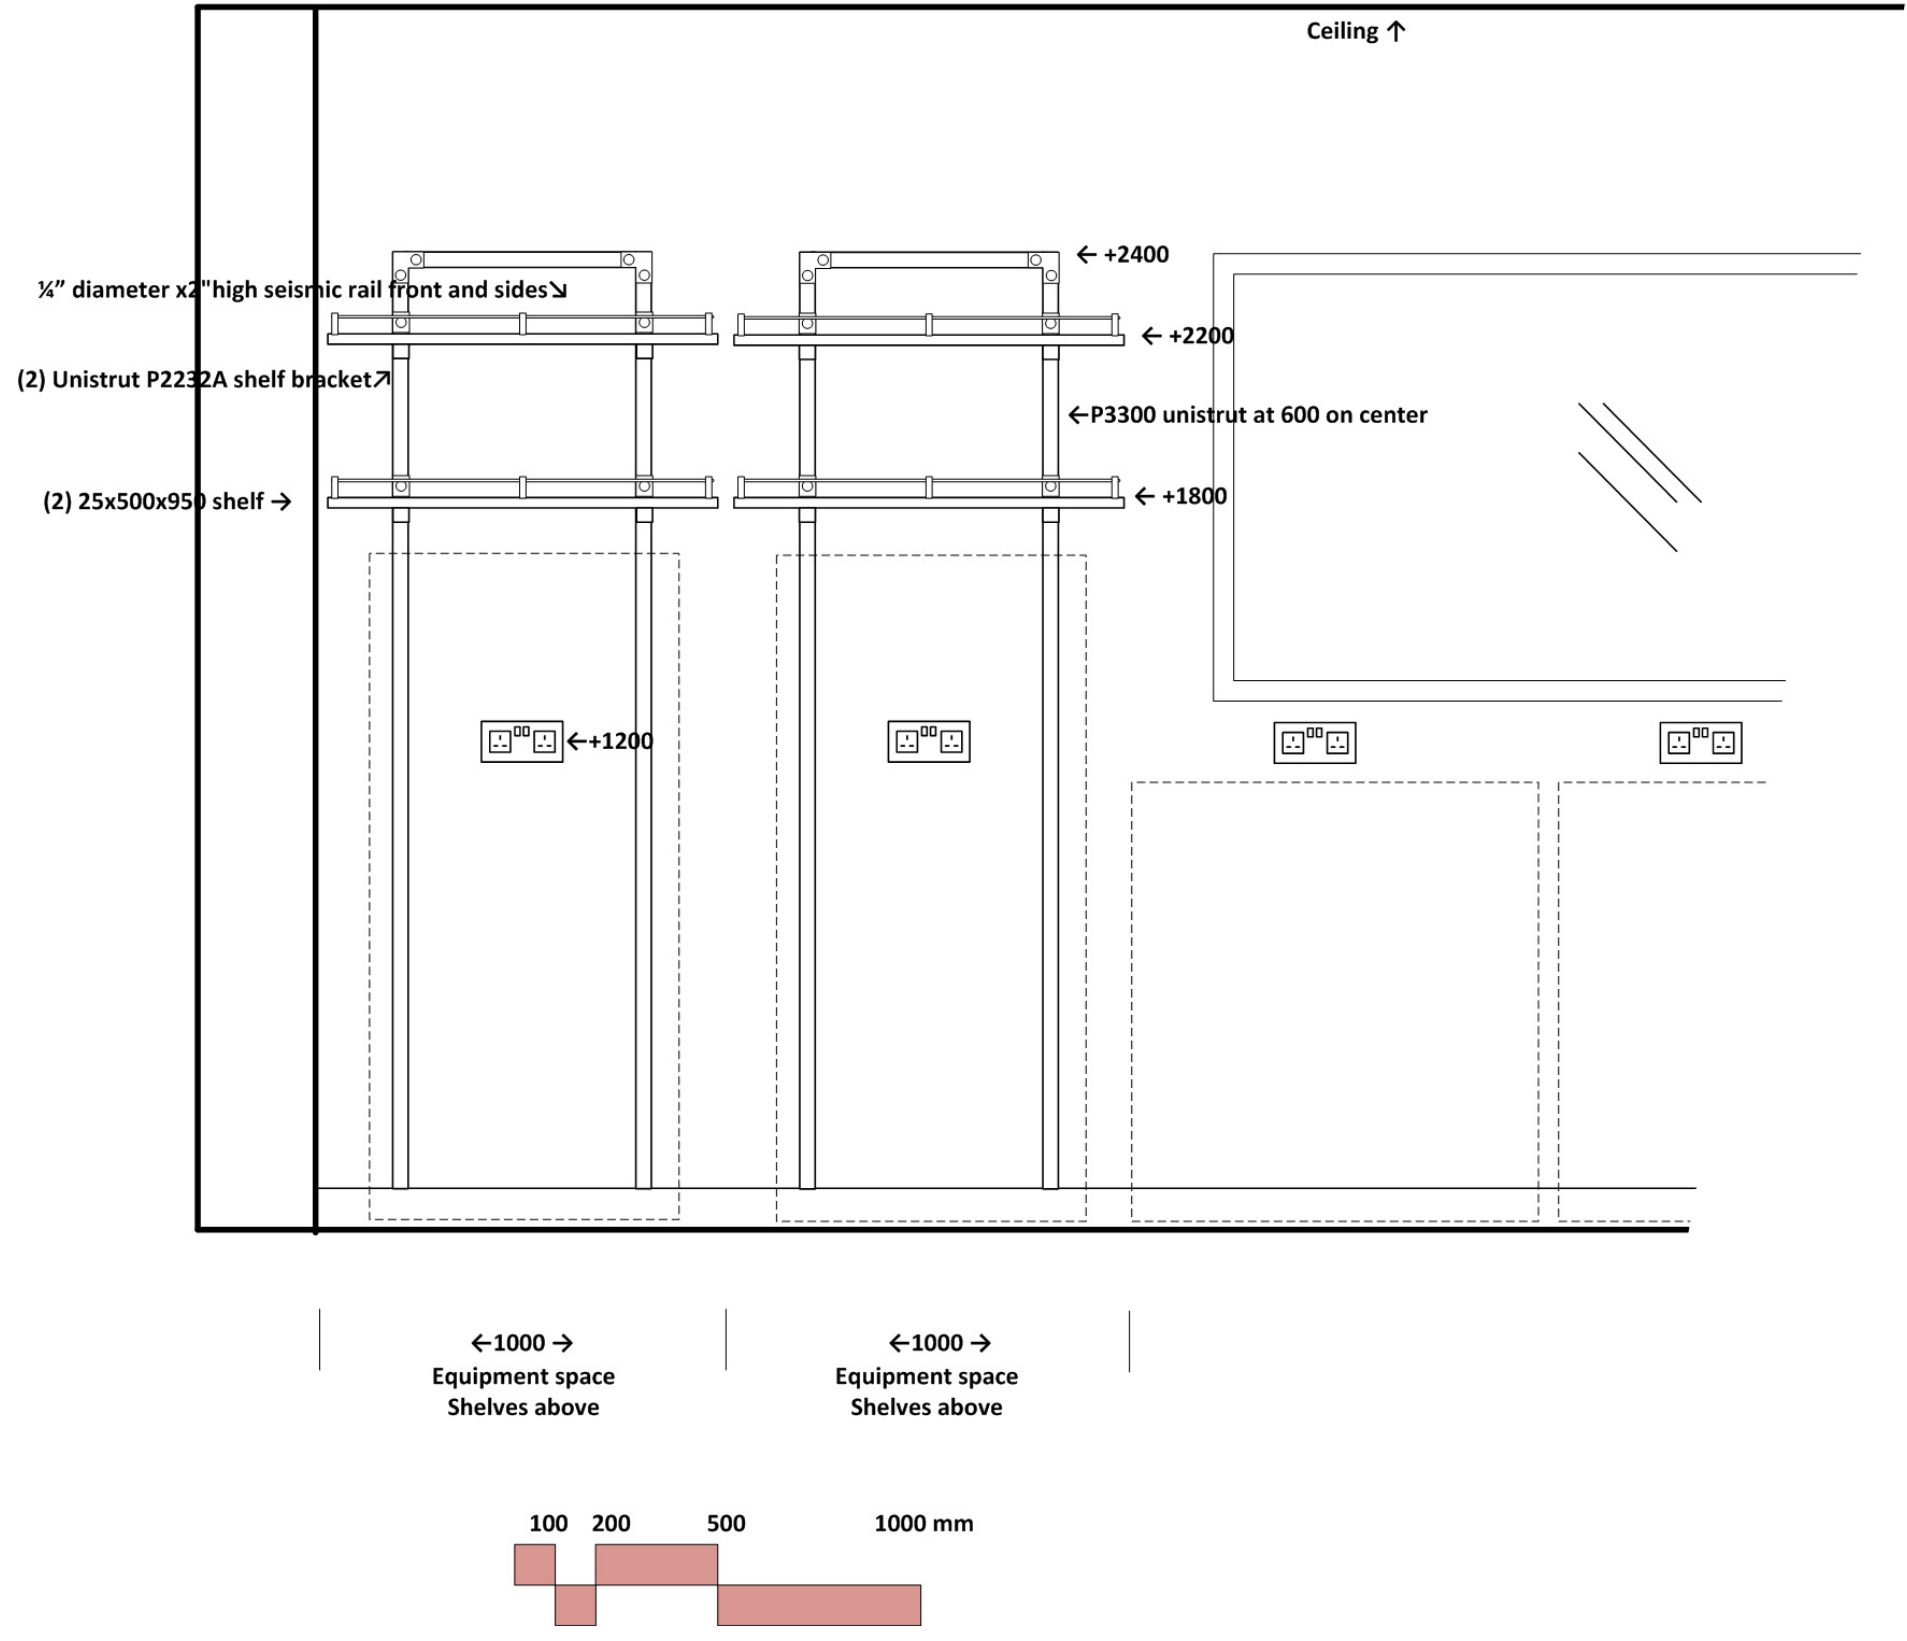 Ceiling ↑
← +2400
¼” diameter x2"high seismic rail front and sides↘
← +2200
(2) Unistrut P2232A shelf bracket↗
←P3300 unistrut at 600 on center
(2) 25x500x950 shelf →
← +1800
←+1200
←1000 →
Equipment space
Shelves above
←1000 →
Equipment space
Shelves above
100 200 500 1000 mm